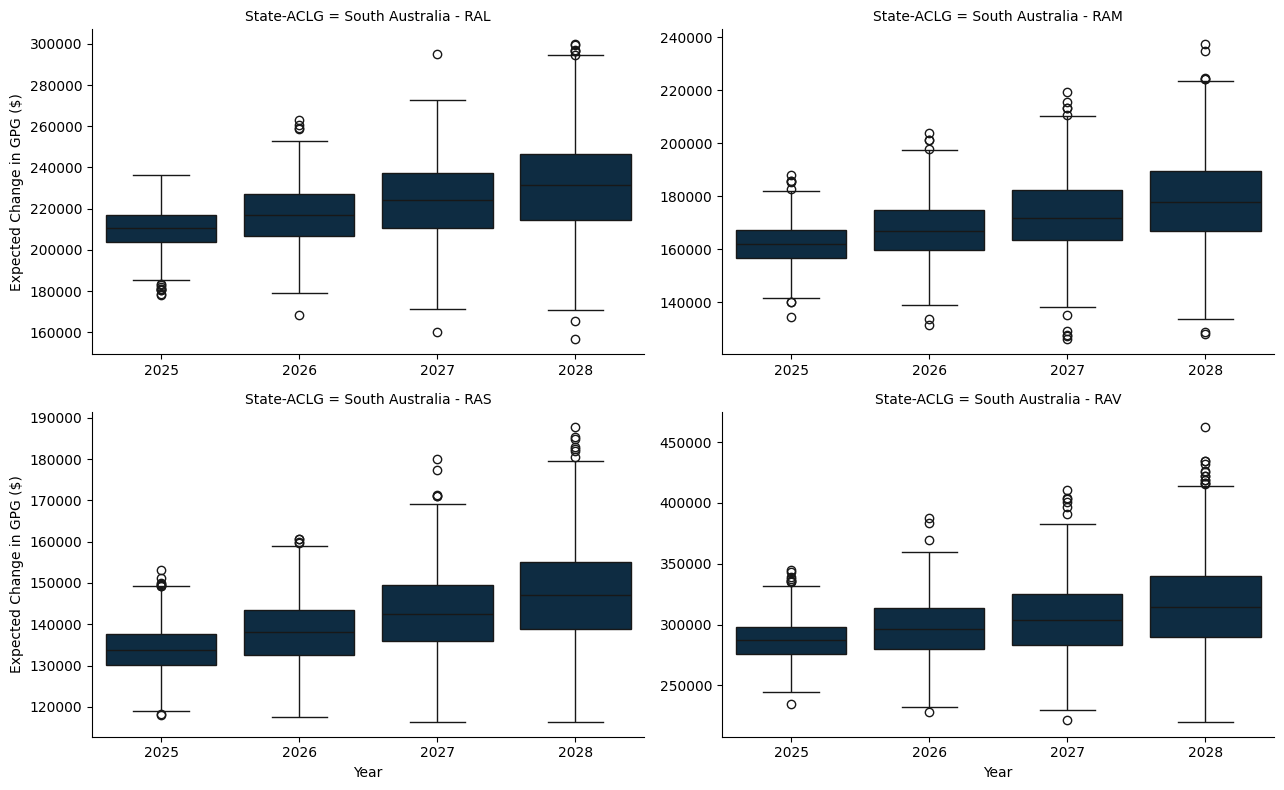 State-ACLG = South Australia - RAL
Expected Change in GPG ($)
300000
280000
260000
240000
220000
200000
180000
160000
2025 2026 2027 2028
State-ACLG = South Australia - RAM
240000
220000
200000
180000
160000
140000
2025 2026 2027 2028
State-ACLG = South Australia - RAS
Expected Change in GPG ($)
190000
180000
170000
160000
150000
140000
130000
120000
2025 2026 2027 2028
Year
State-ACLG = South Australia - RAV
450000
400000
350000
300000
250000
2025 2026 2027 2028
Year